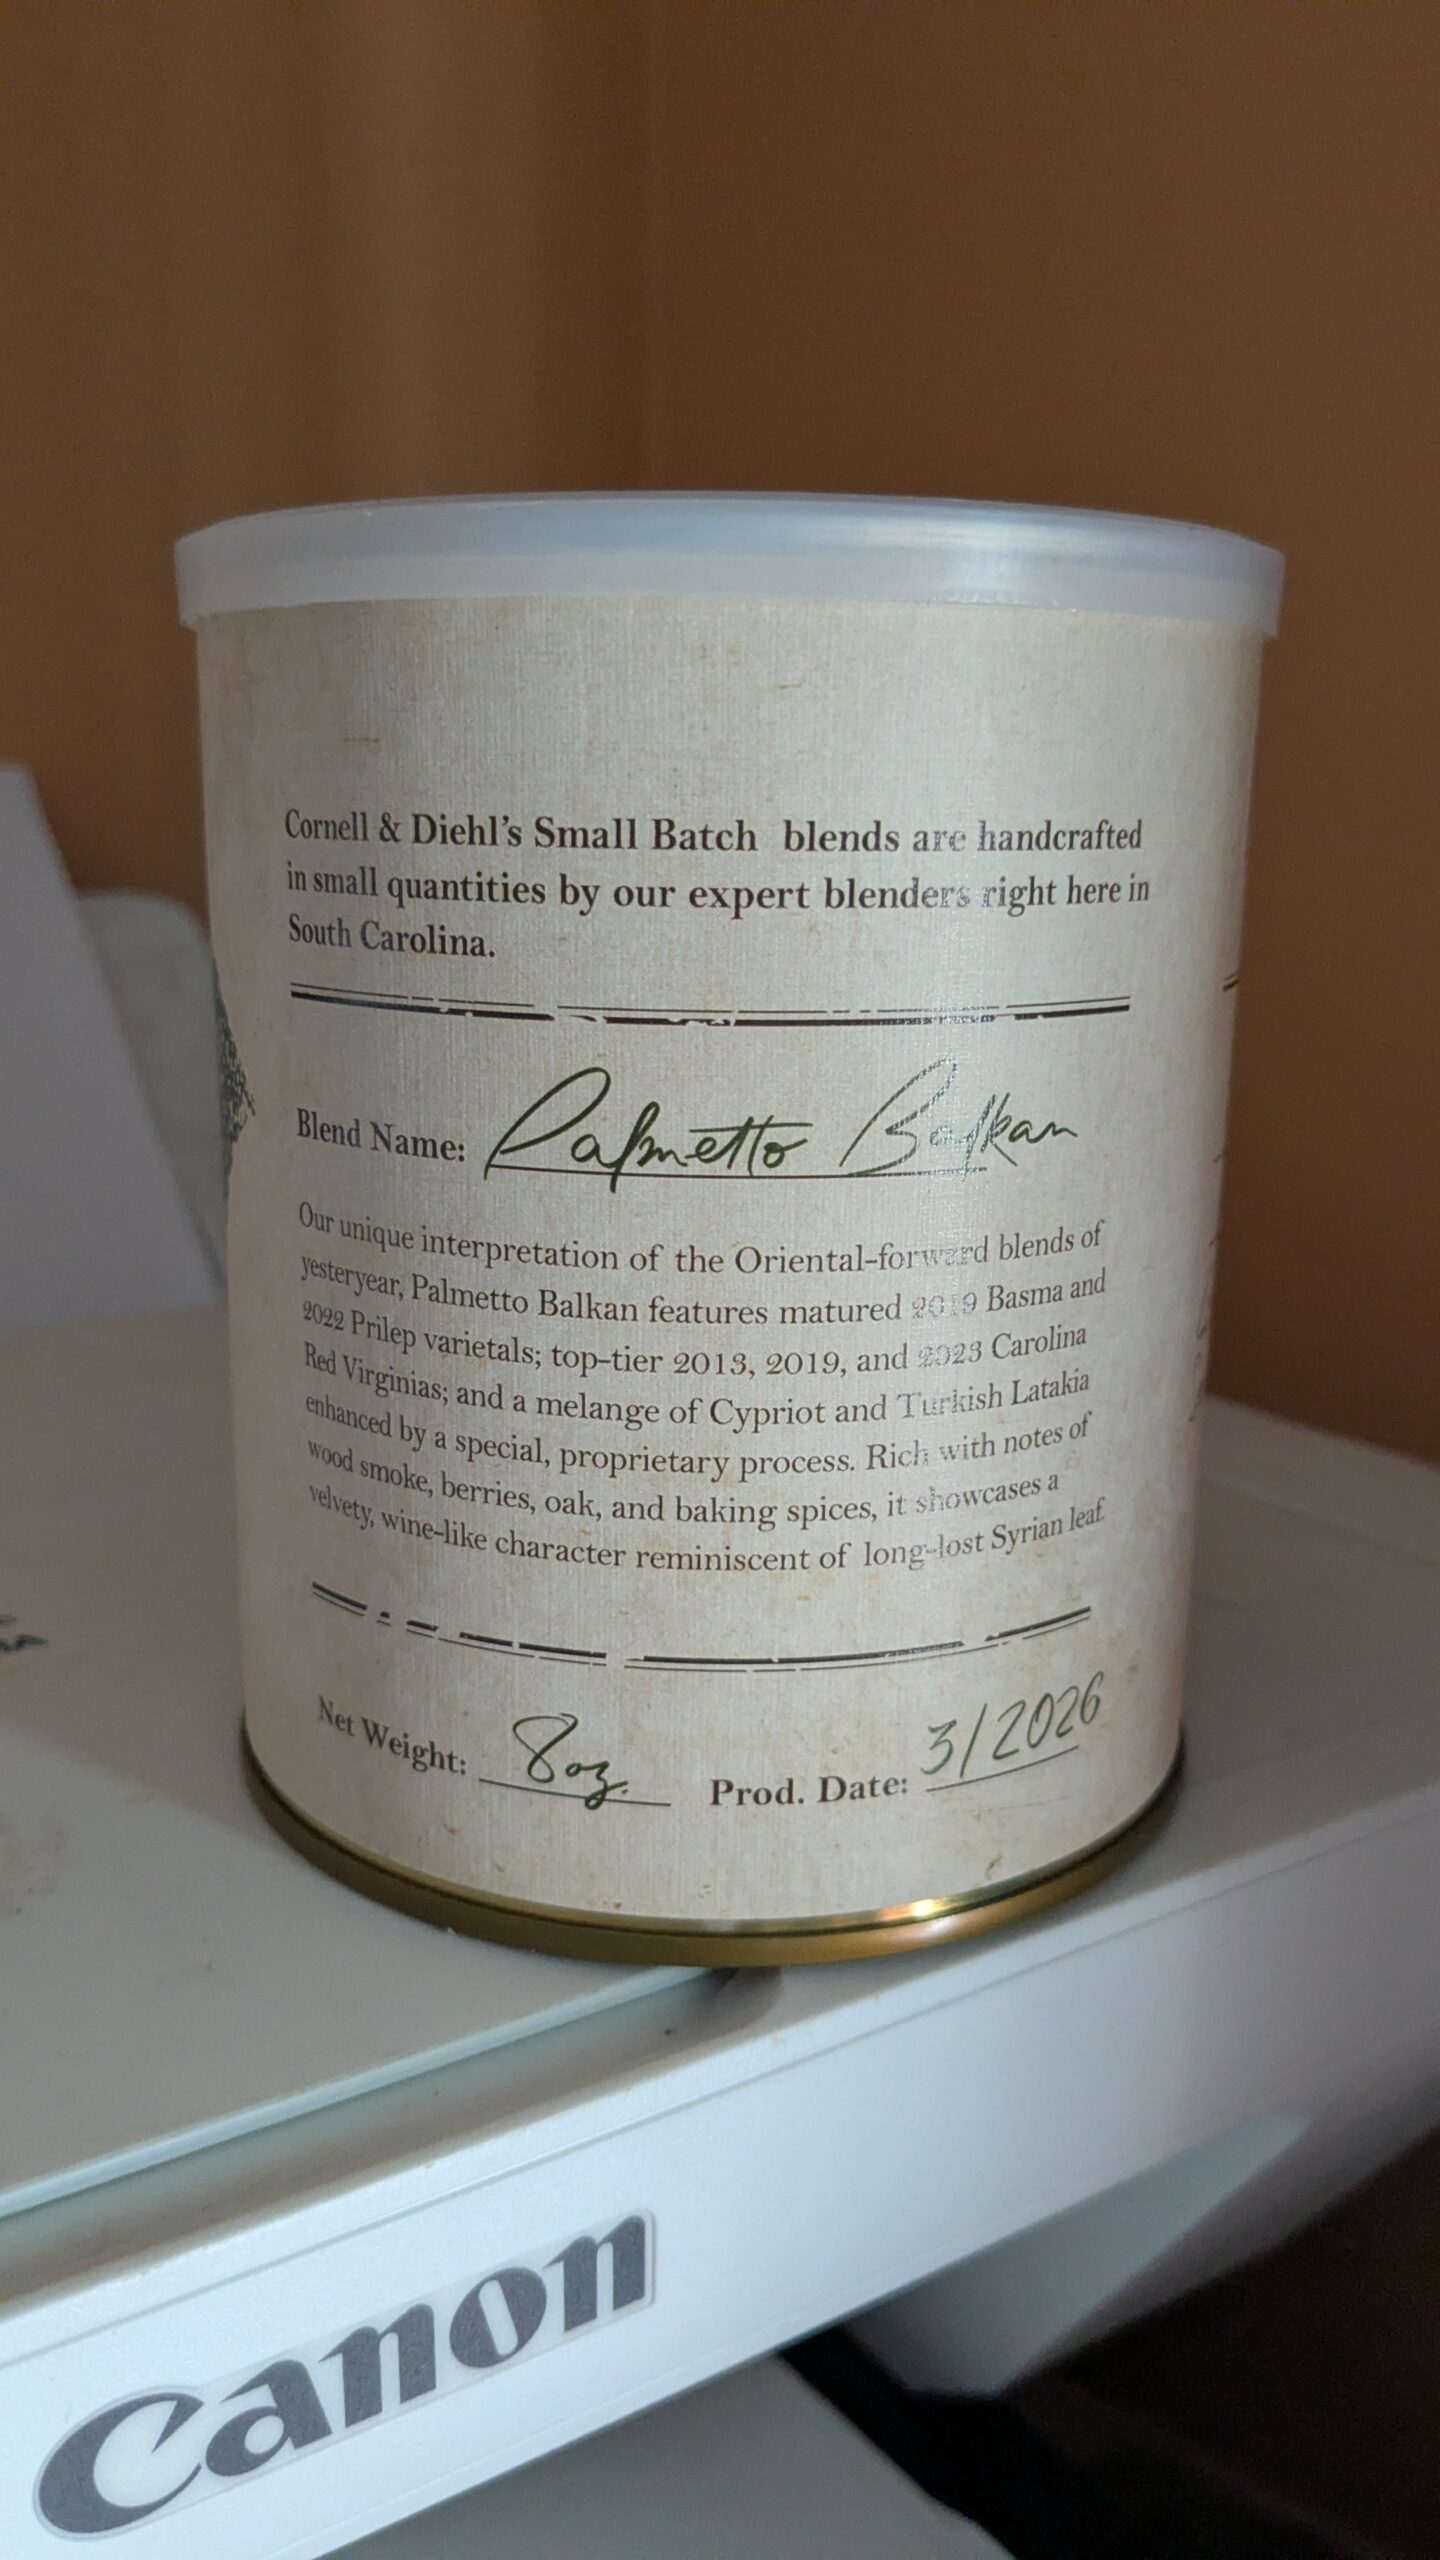 Cornell & Diehl's Small Batch blends are handcrafted
in small quantities by our expert blenders right here in
South Carolina.
Blend Name: Palmetto Balkan
Our unique interpretation of the Oriental-forward blends of
yesteryear, Palmetto Balkan features matured 2019 Basma and
2022 Prilep varietals; top-tier 2013, 2019, and 2023 Carolina
Red Virginias; and a melange of Cypriot and Turkish Latakia
enhanced by a special, proprietary process. Rich with notes of
wood smoke, berries, oak, and baking spices, it showcases a
velvety, wine-like character reminiscent of long-lost Syrian leaf.
Net Weight: 8oz. Prod. Date: 3/2026
Canon